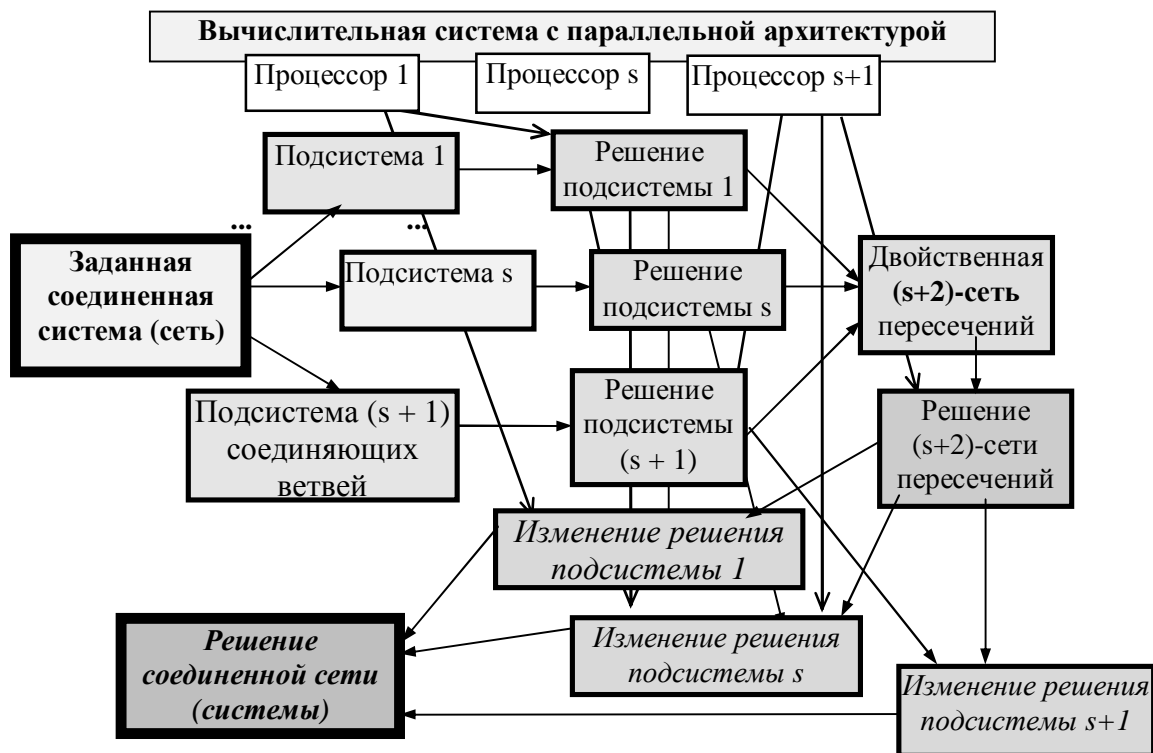 Вычислительная система с параллельной архитектурой
Процессор 1
Процессор s
Процессор s+1
Подсистема 1
Решение
подсистемы 1
...
...
Заданная
соединенная
система (сеть)
Подсистема s
Решение
подсистемы s
Двойственная
(s+2)-сеть
пересечений
Подсистема (s + 1)
соединяющих
ветвей
Решение
подсистемы
(s + 1)
Решение
(s+2)-сети
пересечений
Изменение решения
подсистемы 1
Решение
соединенной сети
(системы)
Изменение решения
подсистемы s
Изменение решения
подсистемы s+1